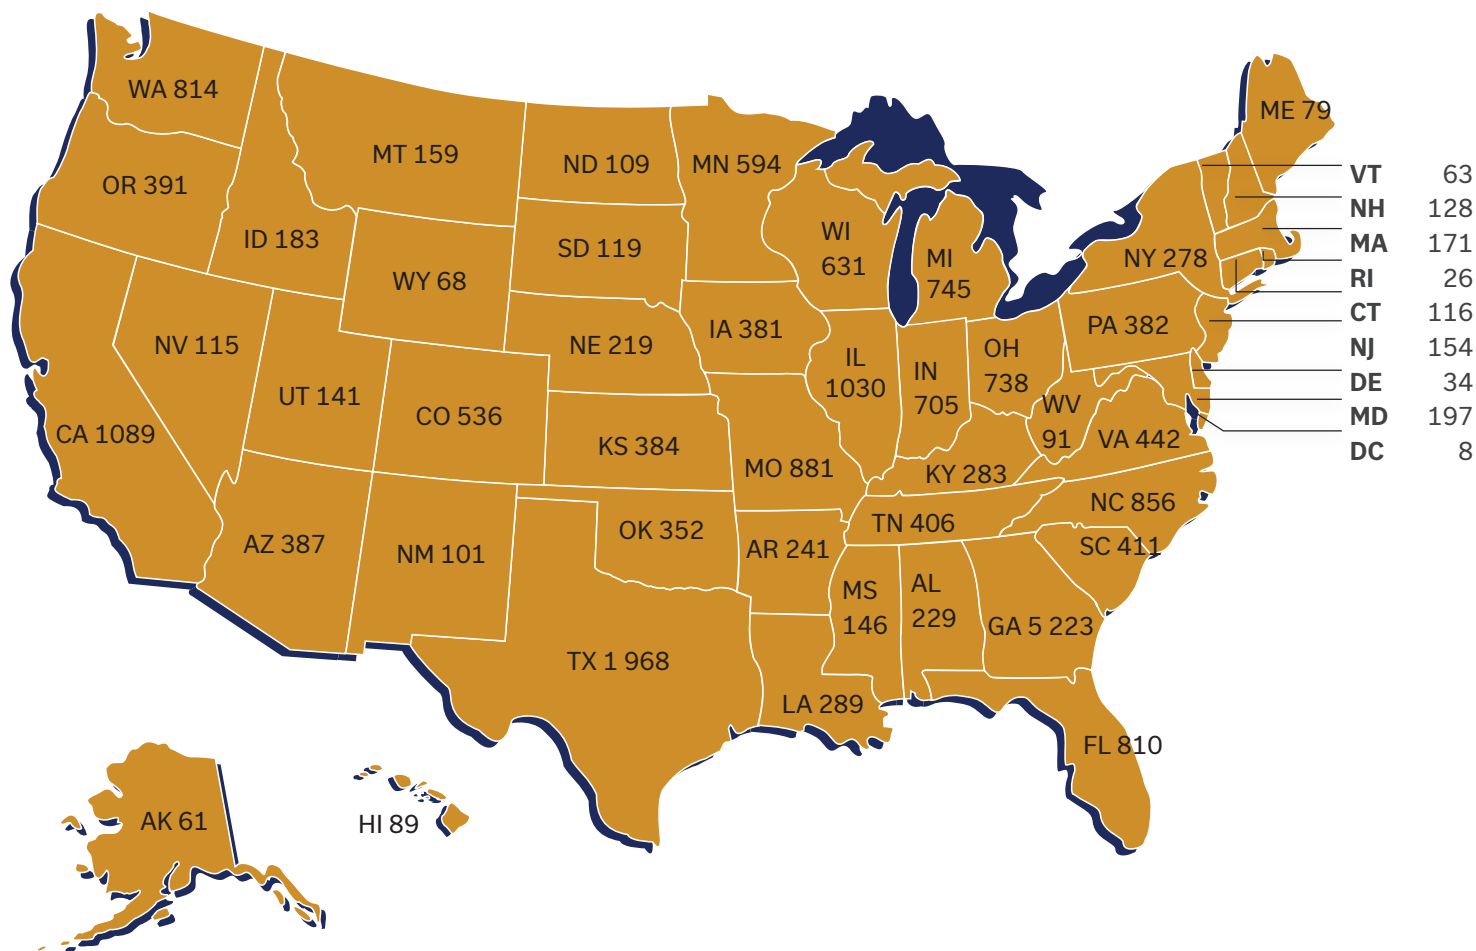 WA 814
OR 391
MT 159
ID 183
ND 109
MN 594
SD 119
WY 68
WI
631
MI
745
NY 278
ME 79
VT 63
NH 128
MA 171
RI 26
CT 116
NJ 154
DE 34
MD 197
DC 8
NV 115
UT 141
CO 536
NE 219
IA 381
IL
1030
IN
705
OH
738
PA 382
WV
91
VA 442
CA 1089
KS 384
MO 881
KY 283
AZ 387
NM 101
OK 352
AR 241
TN 406
NC 856
SC 411
MS
146
AL
229
GA 5 223
TX 1 968
LA 289
FL 810
AK 61
HI 89